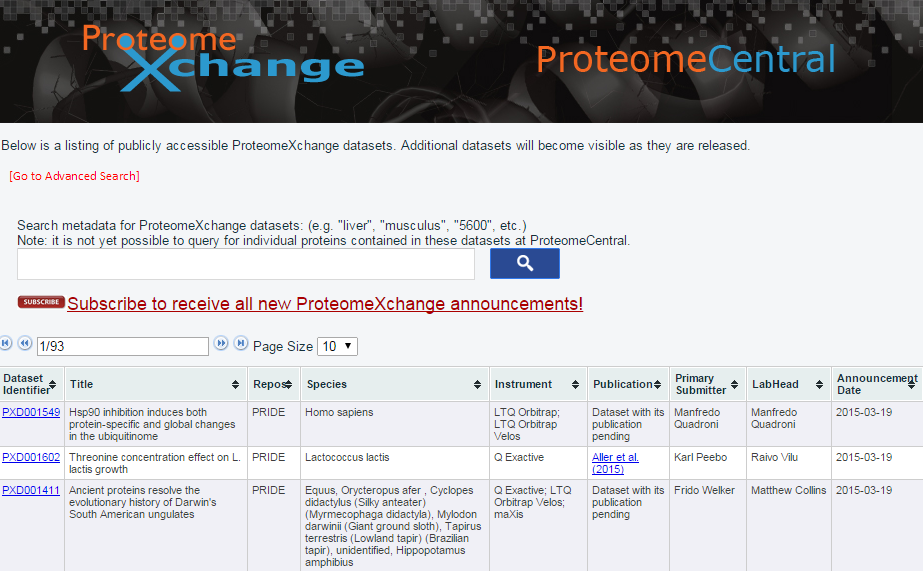 Proteome
Xchange
ProteomeCentral
Below is a listing of publicly accessible ProteomeXchange datasets. Additional datasets will become visible as they are released.
[Go to Advanced Search]
Search metadata for ProteomeXchange datasets: (e.g. "liver", "musculus", "5600", etc.)
Note: it is not yet possible to query for individual proteins contained in these datasets at ProteomeCentral.
SUBSCRIBE Subscribe to receive all new ProteomeXchange announcements!
1/93 Page Size 10
Dataset Identifier Title Repos Species Instrument Publication Primary Submitter LabHead Announcement Date
PXD001549 Hsp90 inhibition induces both protein-specific and global changes in the ubiquitinome PRIDE Homo sapiens LTQ Orbitrap; LTQ Orbitrap Velos Dataset with its publication pending Manfredo Quadroni Manfredo Quadroni 2015-03-19
PXD001602 Threonine concentration effect on L. lactis growth PRIDE Lactococcus lactis Q Exactive Aller et al. (2015) Karl Peebo Raivo Vilu 2015-03-19
PXD001411 Ancient proteins resolve the evolutionary history of Darwin's South American ungulates PRIDE Equus, Orycteropus afer , Cyclopes didactylus (Silky anteater) (Myrmecophaga didactyla), Mylodon darwinii (Giant ground sloth), Tapirus terrestris (Lowland tapir) (Brazilian tapir), unidentified, Hippopotamus amphibius Q Exactive; LTQ Orbitrap Velos; maXis Dataset with its publication pending Frido Welker Matthew Collins 2015-03-19